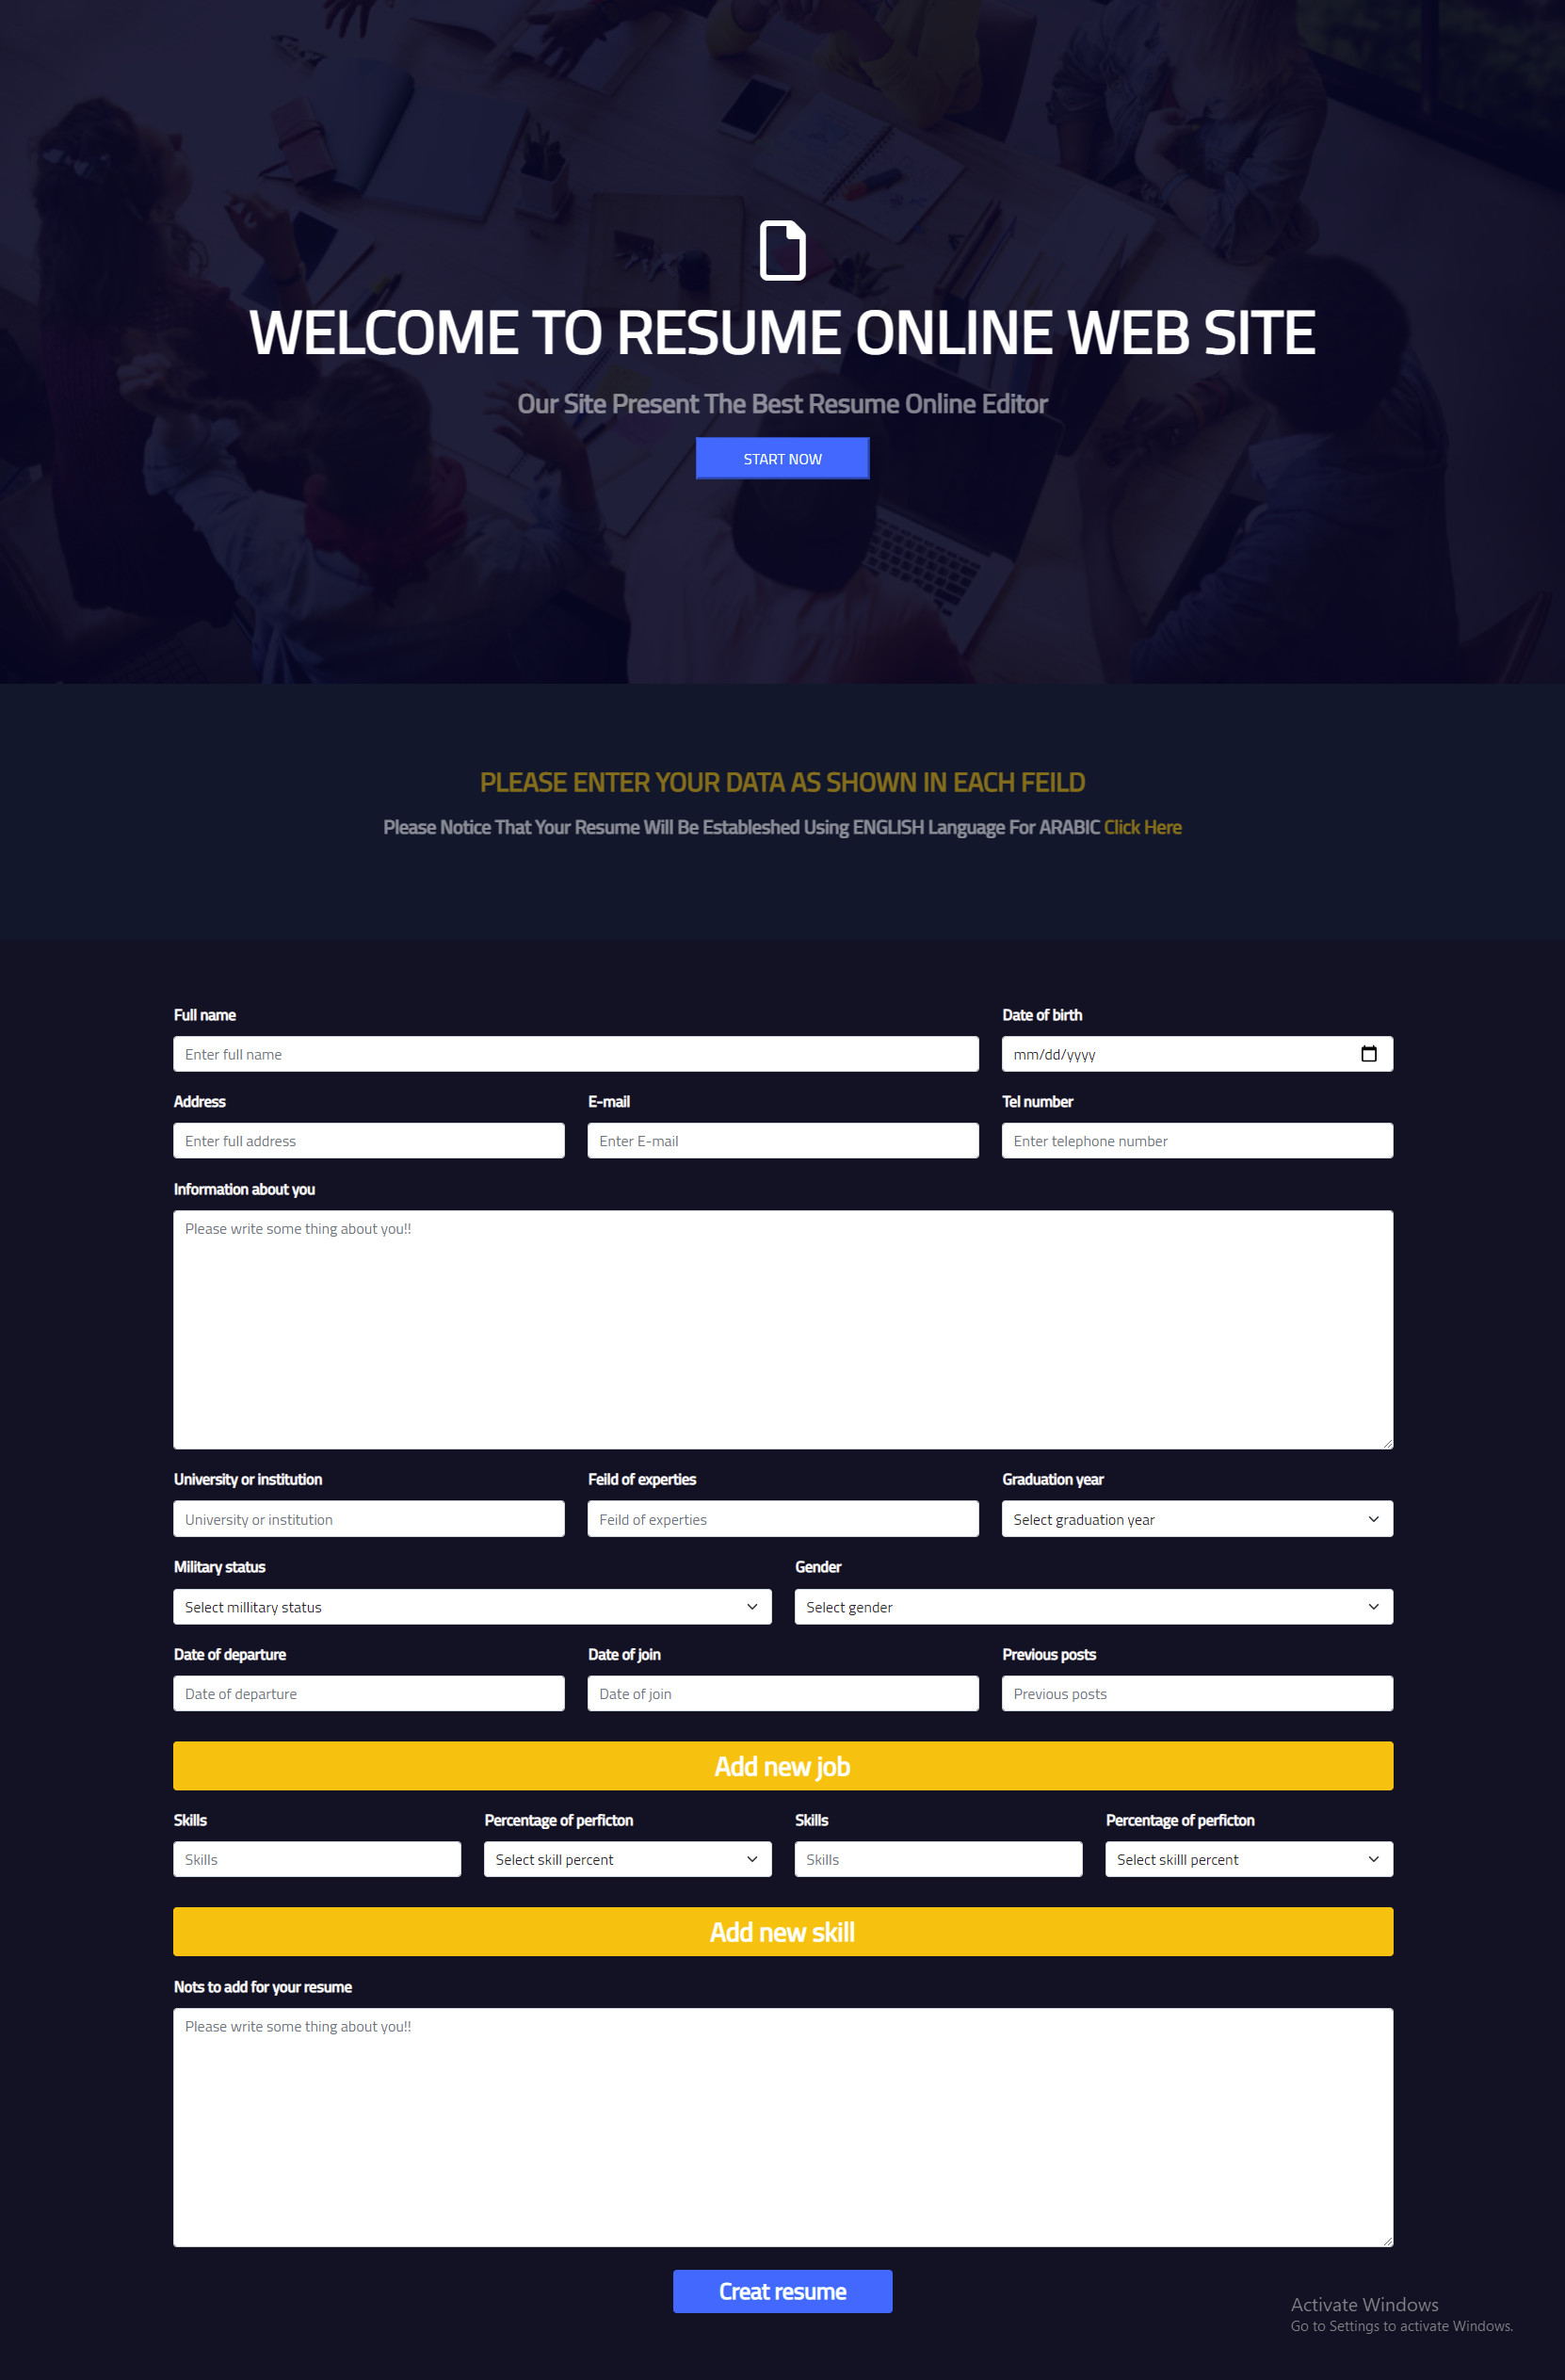 WELCOME TO RESUME ONLINE WEB SITE
Our Site Present The Best Resume Online Editor
START NOW
PLEASE ENTER YOUR DATA AS SHOWN IN EACH FEILD
Please Notice That Your Resume Will Be Estableshed Using ENGLISH Language For ARABIC Click Here
Full name Date of birth
Enter full name mm/dd/yyyy
Address E-mail Tel number
Enter full address Enter E-mail Enter telephone number
Information about you
Please write some thing about you!!
University or institution Feild of experties Graduation year
University or institution Feild of experties Select graduation year
Military status Gender
Select millitary status Select gender
Date of departure Date of join Previous posts
Date of departure Date of join Previous posts
Add new job
Skills Percentage of perficton Skills Percentage of perficton
Skills Select skill percent Skills Select skilll percent
Add new skill
Nots to add for your resume
Please write some thing about you!!
Creat resume
Activate Windows
Go to Settings to activate Windows.